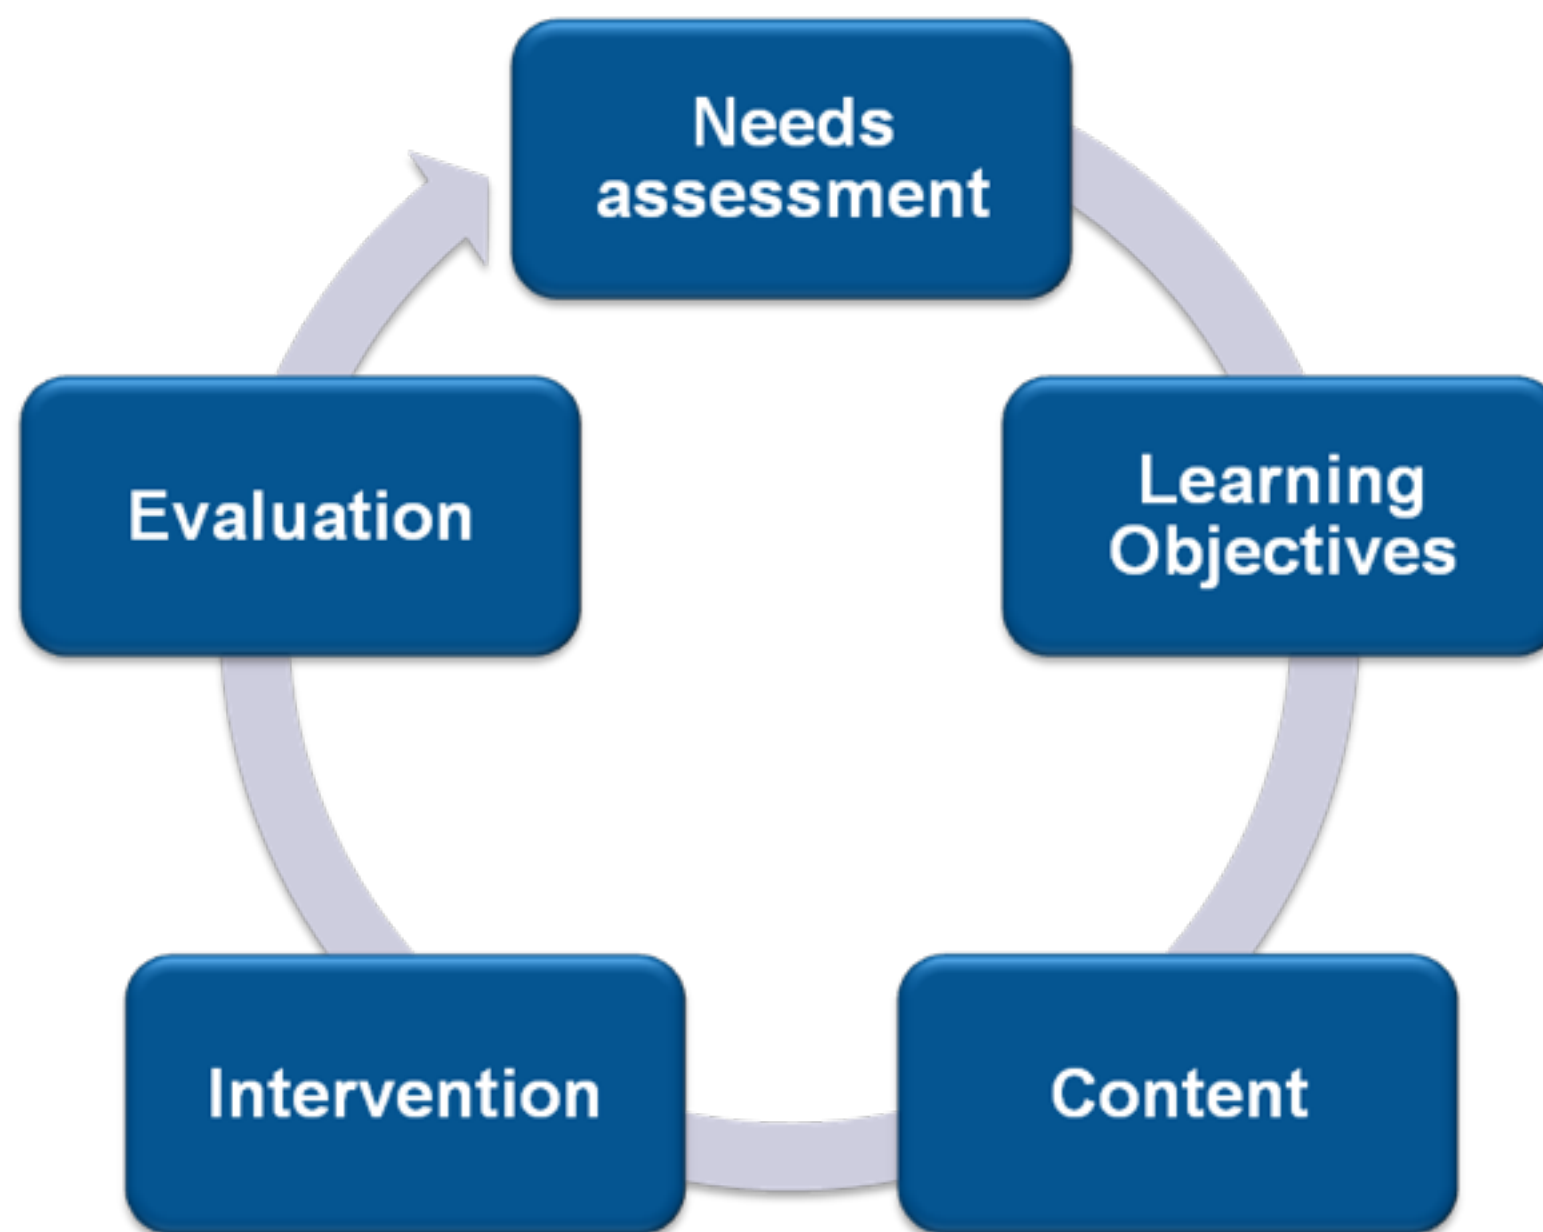 Needs
assessment
Learning
Objectives
Content
Intervention
Evaluation